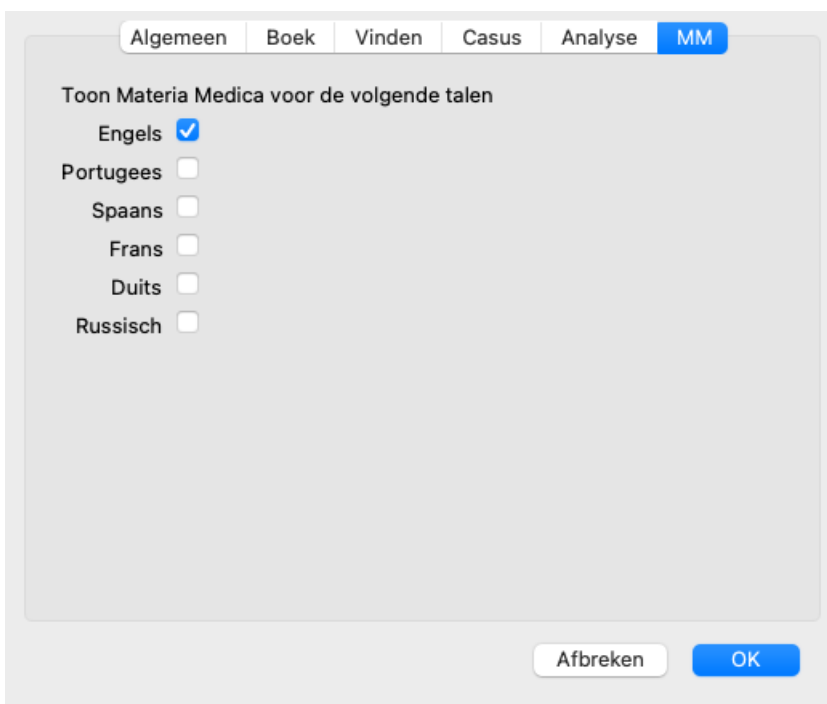 Algemeen Boek Vinden Casus Analyse MM
Toon Materia Medica voor de volgende talen
Engels
Portugees
Spaans
Frans
Duits
Russisch
Afbreken OK